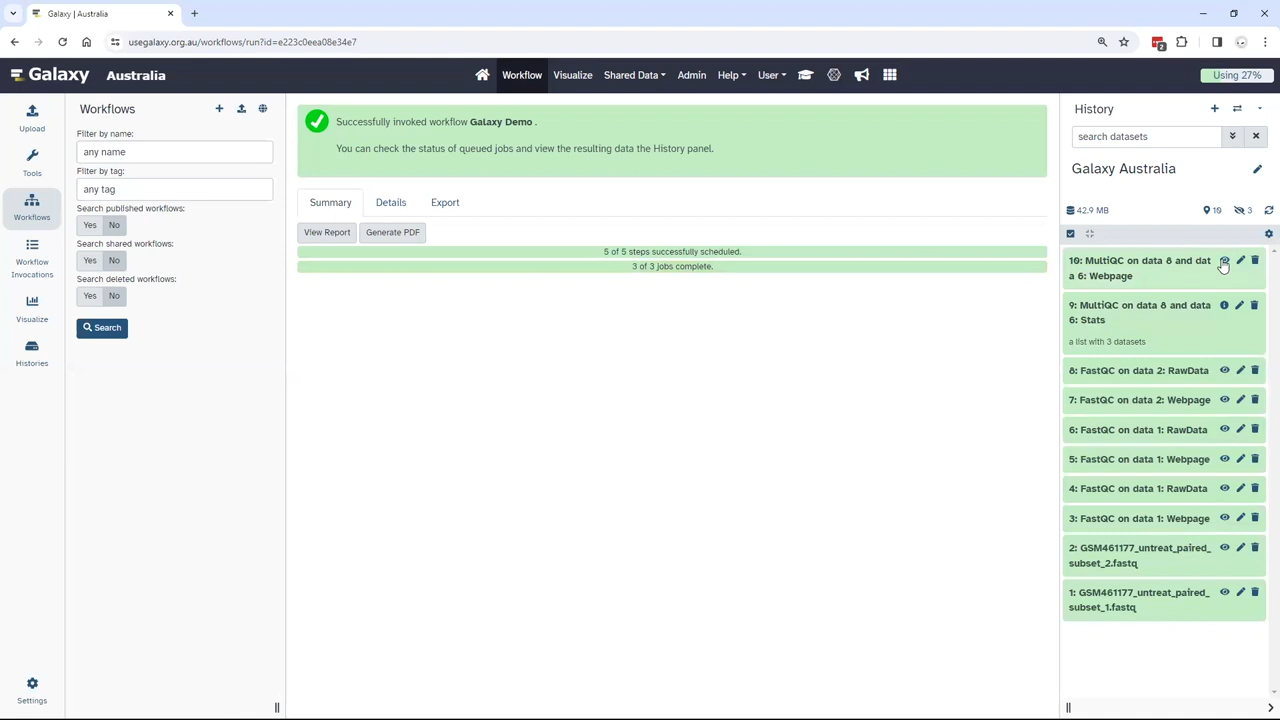 Galaxy | Australia
usegalaxy.org.au/workflows/run?id=e223c0eea08e34e7
2
Galaxy Australia
Workflow Visualize Shared Data Admin Help User
Using 27%
Upload
Tools
Workflows
Workflow
Invocations
Visualize
Histories
Settings
Workflows
Filter by name:
any name
Filter by tag:
any tag
Search published workflows:
Yes No
Search shared workflows:
Yes No
Search deleted workflows:
Yes No
Search
Successfully invoked workflow Galaxy Demo .
You can check the status of queued jobs and view the resulting data the History panel.
Summary Details Export
View Report Generate PDF
5 of 5 steps successfully scheduled.
3 of 3 jobs complete.
History
search datasets
Galaxy Australia
42.9 MB 10 3
10: MultiQC on data 8 and dat
a 6: Webpage
9: MultiQC on data 8 and data
6: Stats
a list with 3 datasets
8: FastQC on data 2: RawData
7: FastQC on data 2: Webpage
6: FastQC on data 1: RawData
5: FastQC on data 1: Webpage
4: FastQC on data 1: RawData
3: FastQC on data 1: Webpage
2: GSM461177_untreat_paired_
subset_2.fastq
1: GSM461177_untreat_paired_
subset_1.fastq